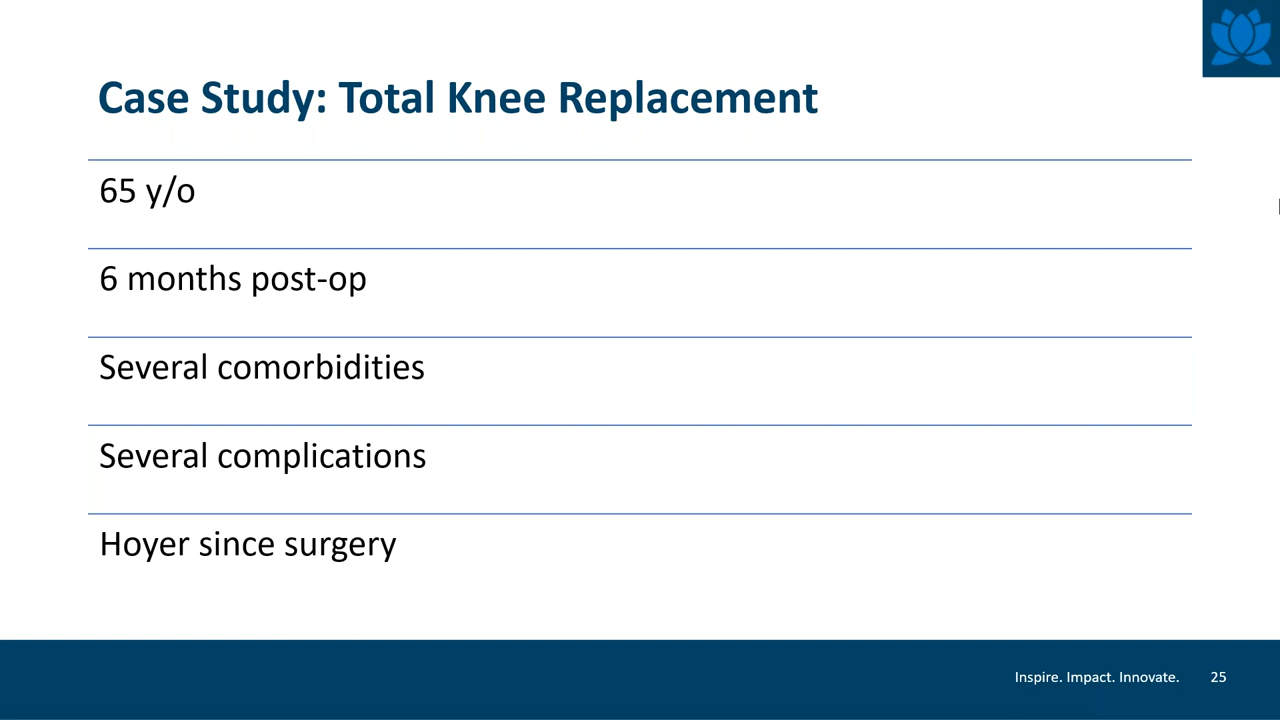 Case Study: Total Knee Replacement
65 y/o
6 months post-op
Several comorbidities
Several complications
Hoyer since surgery
Inspire. Impact. Innovate. 25